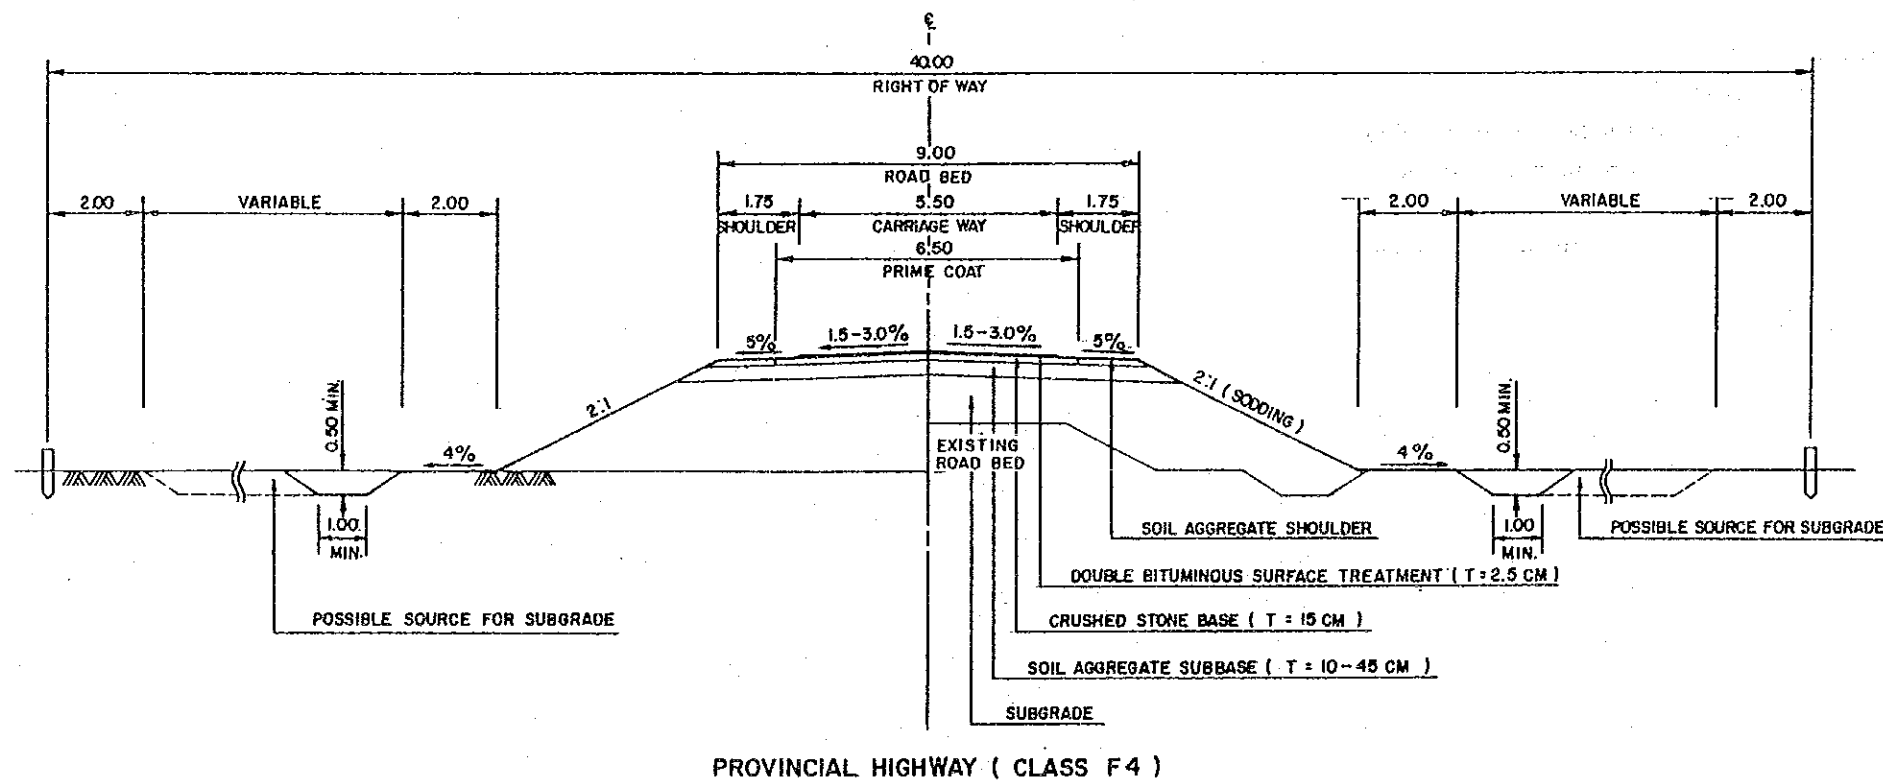 ℄
40.00
RIGHT OF WAY
9.00
ROAD BED
2.00
VARIABLE
2.00
1.75
5.50
1.75
2.00
VARIABLE
2.00
SHOULDER
CARRIAGE WAY
SHOULDER
6.50
PRIME COAT
5%
1.5-3.0%
1.5-3.0%
5%
2:1
2:1 ( SODDING )
0.50 MIN.
0.50 MIN.
4%
EXISTING
ROAD BED
4%
1.00
MIN.
1.00
MIN.
SOIL AGGREGATE SHOULDER
POSSIBLE SOURCE FOR SUBGRADE
DOUBLE BITUMINOUS SURFACE TREATMENT ( T = 2.5 CM )
POSSIBLE SOURCE FOR SUBGRADE
CRUSHED STONE BASE ( T = 15 CM )
SOIL AGGREGATE SUBBASE ( T = 10-45 CM )
SUBGRADE
PROVINCIAL HIGHWAY ( CLASS F4 )